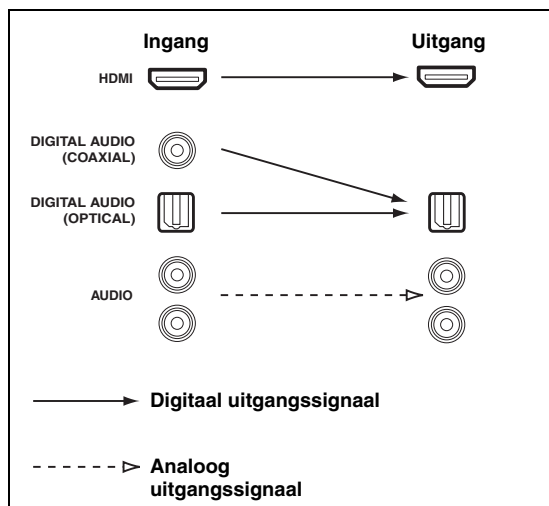 Ingang Uitgang
HDMI
DIGITAL AUDIO
(COAXIAL)
DIGITAL AUDIO
(OPTICAL)
AUDIO
Digitaal uitgangssignaal
Analoog
uitgangssignaal